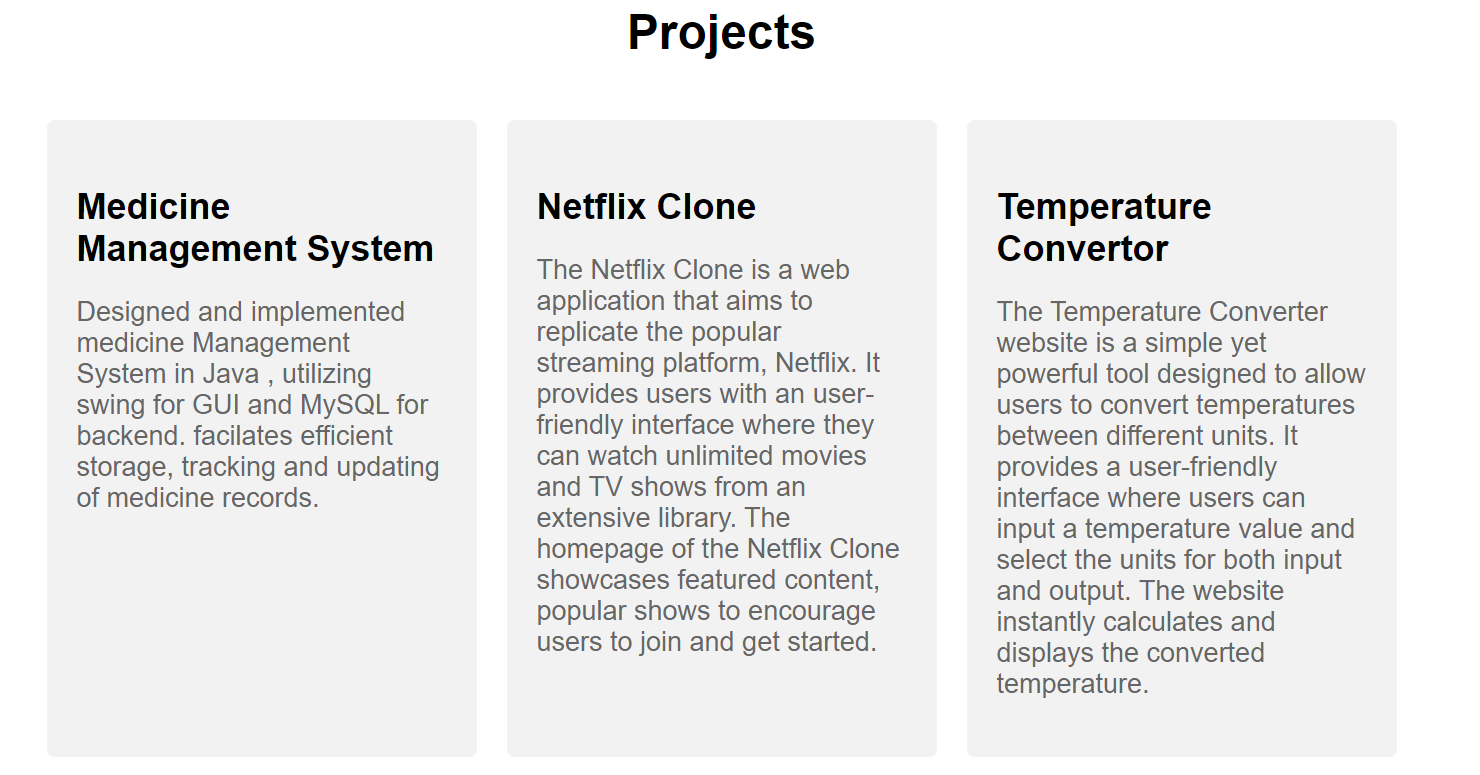 Projects
Medicine
Management System
Designed and implemented
medicine Management
System in Java , utilizing
swing for GUI and MySQL for
backend. facilates efficient
storage, tracking and updating
of medicine records.
Netflix Clone
The Netflix Clone is a web
application that aims to
replicate the popular
streaming platform, Netflix. It
provides users with an user-
friendly interface where they
can watch unlimited movies
and TV shows from an
extensive library. The
homepage of the Netflix Clone
showcases featured content,
popular shows to encourage
users to join and get started.
Temperature
Convertor
The Temperature Converter
website is a simple yet
powerful tool designed to allow
users to convert temperatures
between different units. It
provides a user-friendly
interface where users can
input a temperature value and
select the units for both input
and output. The website
instantly calculates and
displays the converted
temperature.